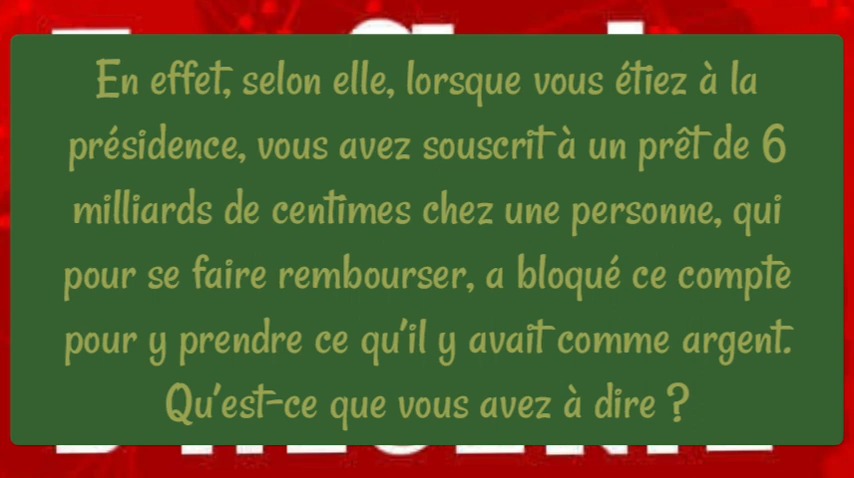 En effet, selon elle, lorsque vous étiez à la
présidence, vous avez souscrit à un prêt de 6
milliards de centimes chez une personne, qui
pour se faire rembourser, a bloqué ce compte
pour y prendre ce qu'il y avait comme argent.
Qu'est-ce que vous avez à dire ?